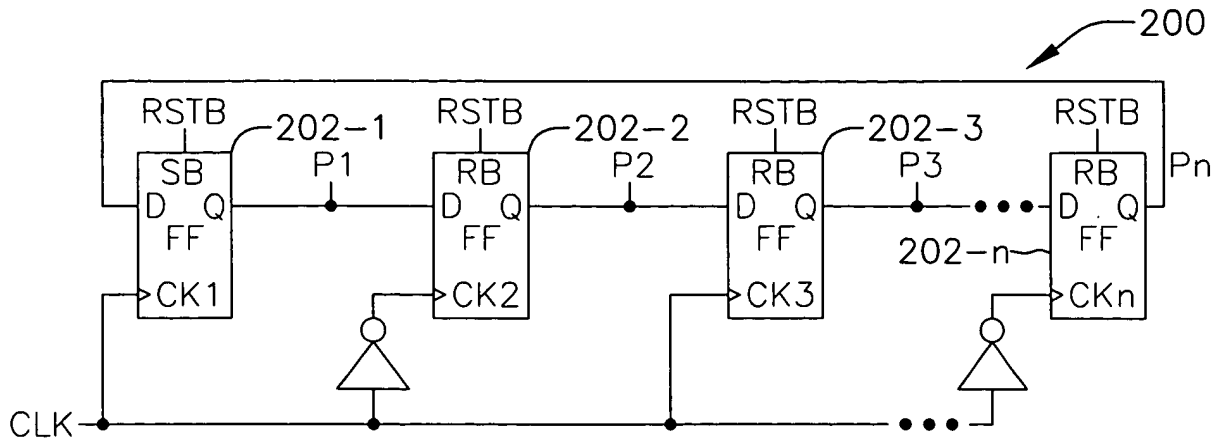 200
RSTB
202-1
RSTB
202-2
RSTB
202-3
RSTB
SB
P1
RB
P2
RB
P3
RB
Pn
D Q
D Q
D Q
D Q
FF
FF
FF
202-n
FF
CK1
CK2
CK3
CKn
CLK